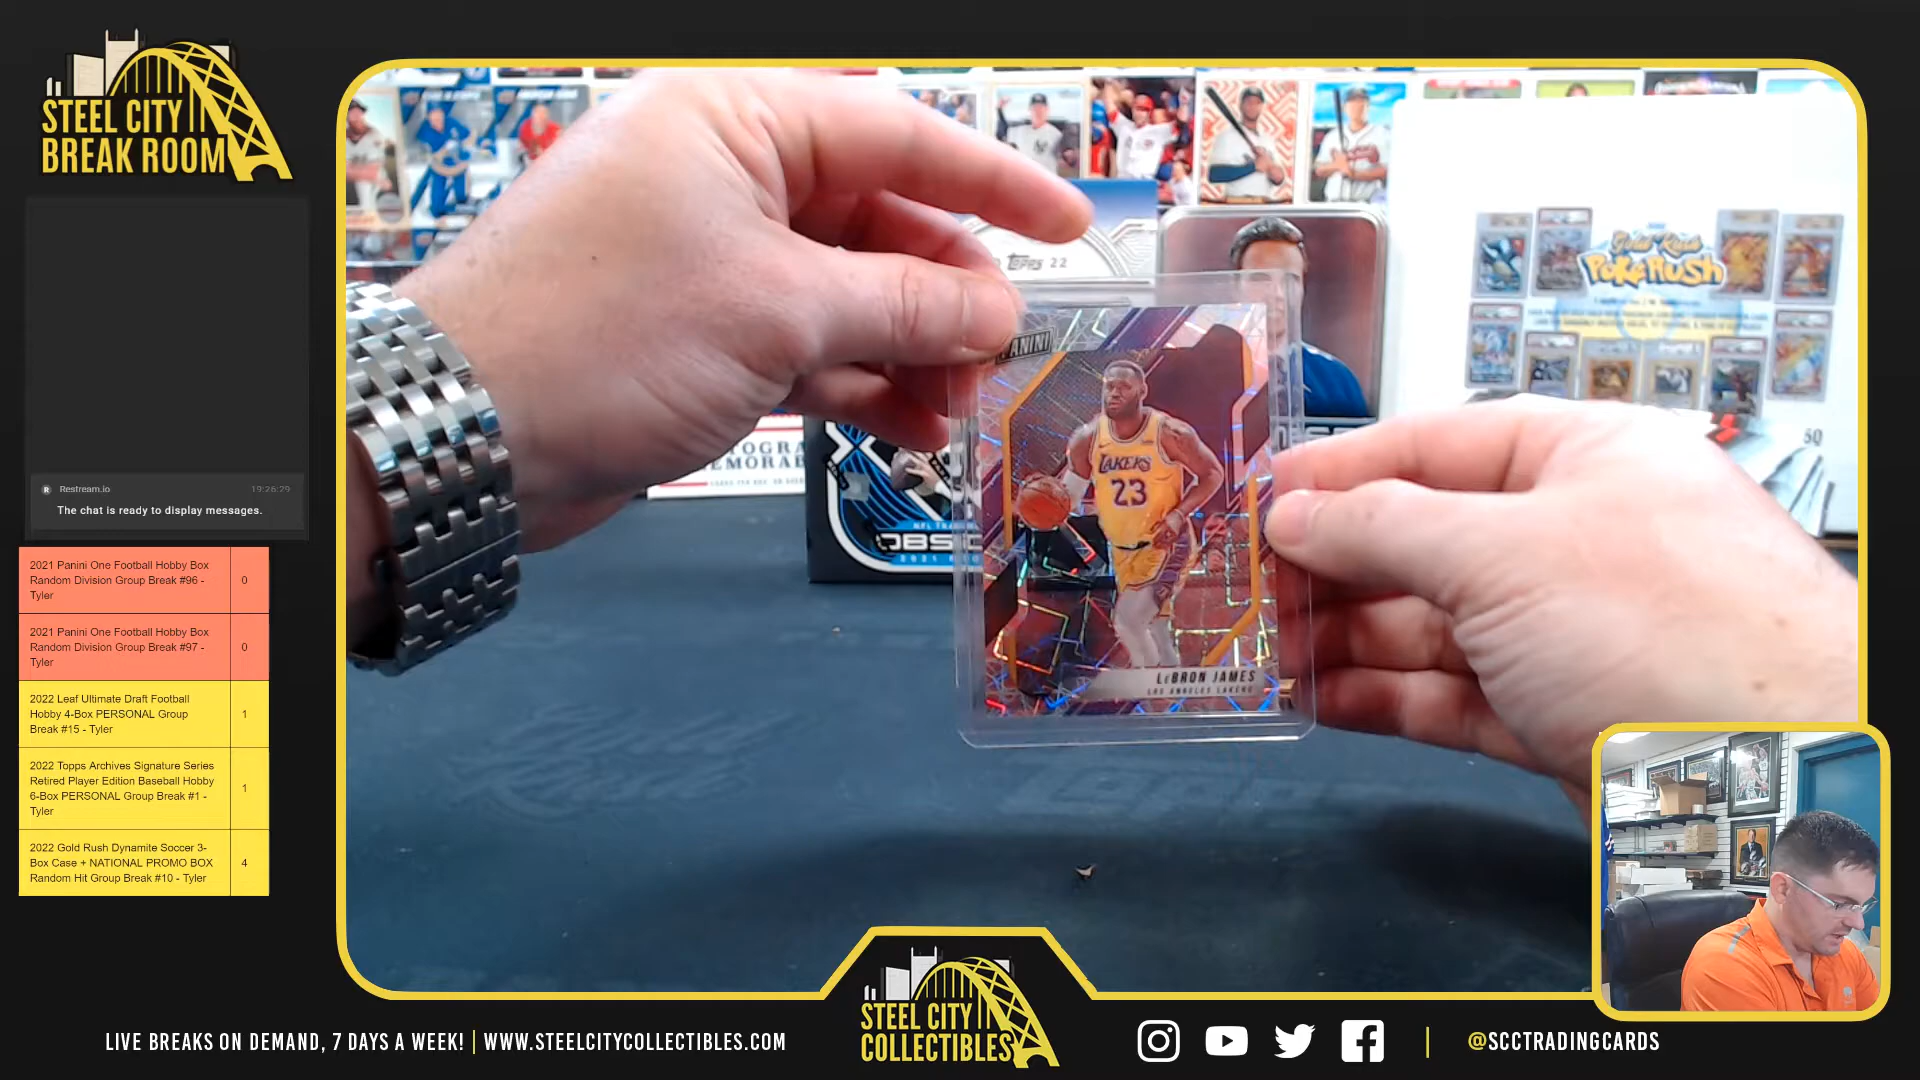 STEEL CITY
BREAK ROOM
Restream.io 19:26:29
The chat is ready to display messages.
2021 Panini One Football Hobby Box
Random Division Group Break #96 -
Tyler
0
2021 Panini One Football Hobby Box
Random Division Group Break #97 -
Tyler
0
2022 Leaf Ultimate Draft Football
Hobby 4-Box PERSONAL Group
Break #15 - Tyler
1
2022 Topps Archives Signature Series
Retired Player Edition Baseball Hobby
6-Box PERSONAL Group Break #1 -
Tyler
1
2022 Gold Rush Dynamite Soccer 3-
Box Case + NATIONAL PROMO BOX
Random Hit Group Break #10 - Tyler
4
TOPPS 22
PANINI
LAKERS
23
LEBRON JAMES
LOS ANGELES LAKERS
Gold Rush
POKERUSH
50
STEEL CITY
COLLECTIBLES
LIVE BREAKS ON DEMAND, 7 DAYS A WEEK! | WWW.STEELCITYCOLLECTIBLES.COM
| @SCCTRADINGCARDS